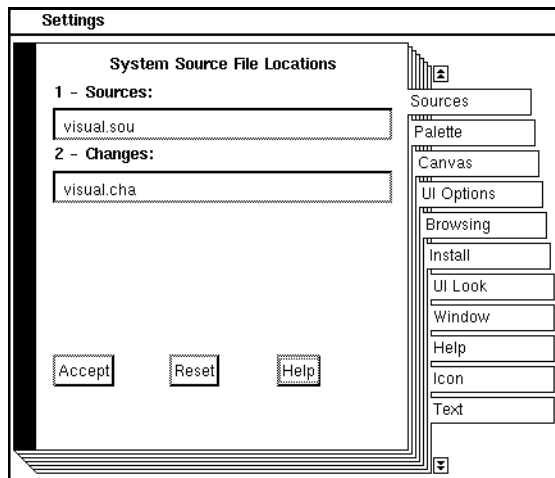 Settings
System Source File Locations
1 - Sources:
visual.sou
2 - Changes:
visual.cha
Accept Reset Help
Sources
Palette
Canvas
UI Options
Browsing
Install
UI Look
Window
Help
Icon
Text